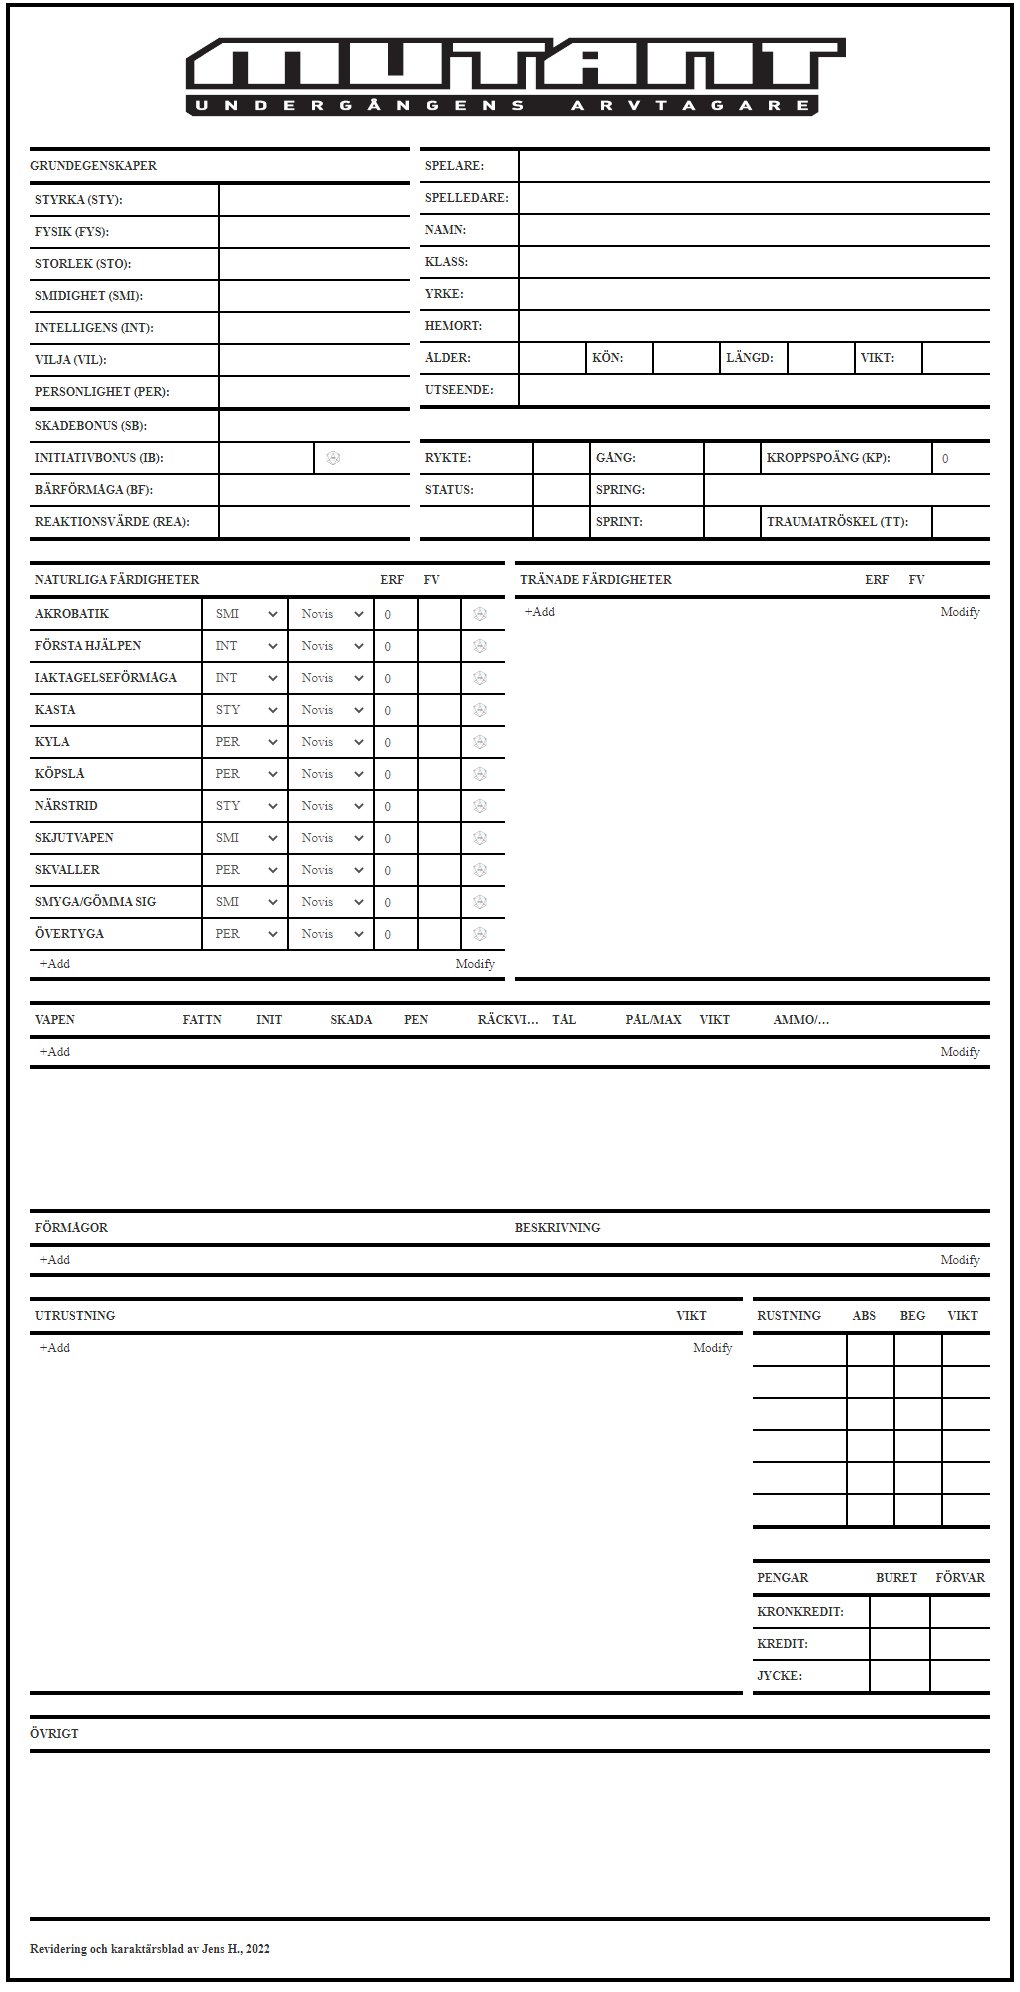 MUTANT
UNDERGÅNGENS ARVTAGARE
GRUNDEGENSKAPER
STYRKA (STY):
FYSIK (FYS):
STORLEK (STO):
SMIDIGHET (SMI):
INTELLIGENS (INT):
VILJA (VIL):
PERSONLIGHET (PER):
SKADEBONUS (SB):
INITIATIVBONUS (IB):
BÄRFÖRMÅGA (BF):
REAKTIONSVÄRDE (REA):
SPELARE:
SPELLEDARE:
NAMN:
KLASS:
YRKE:
HEMORT:
ÅLDER: KÖN: LÄNGD: VIKT:
UTSEENDE:
RYKTE: GÅNG: KROPPSPOÄNG (KP): 0
STATUS: SPRING:
SPRINT: TRAUMATRÖSKEL (TT):
NATURLIGA FÄRDIGHETER ERF FV
AKROBATIK SMI Novis 0
FÖRSTA HJÄLPEN INT Novis 0
IAKTAGELSEFÖRMÅGA INT Novis 0
KASTA STY Novis 0
KYLA PER Novis 0
KÖPSLÅ PER Novis 0
NÄRSTRID STY Novis 0
SKJUTVAPEN SMI Novis 0
SKVALLER PER Novis 0
SMYGA/GÖMMA SIG SMI Novis 0
ÖVERTYGA PER Novis 0
+Add Modify
TRÄNADE FÄRDIGHETER ERF FV
+Add Modify
VAPEN FATTN INIT SKADA PEN RÄCKVI... TÅL PÅL/MAX VIKT AMMO/...
+Add Modify
FÖRMÅGOR BESKRIVNING
+Add Modify
UTRUSTNING VIKT
+Add Modify
RUSTNING ABS BEG VIKT
PENGAR BURET FÖRVAR
KRONKREDIT:
KREDIT:
JYCKE:
ÖVRIGT
Revidering och karaktärsblad av Jens H., 2022